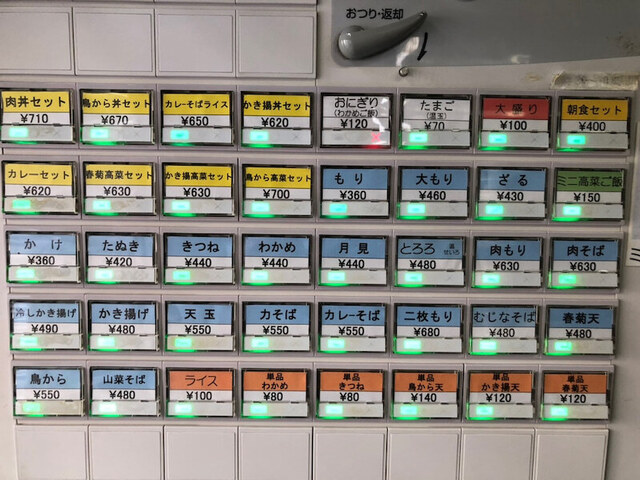 おつり・返却
肉丼セット
¥710
鳥から丼セット
¥670
カレーそばライス
¥650
かき揚丼セット
¥620
おにぎり
(わかめご飯)
¥120
たまご
(温玉)
¥70
大盛り
¥100
朝食セット
¥400
カレーセット
¥620
春菊高菜セット
¥630
かき揚高菜セット
¥630
鳥から高菜セット
¥700
もり
¥360
大もり
¥460
ざる
¥430
ミニ高菜ご飯
¥150
かけ
¥360
たぬき
¥420
きつね
¥440
わかめ
¥440
月見
¥440
とろろ
せいろ
¥480
肉もり
¥630
肉そば
¥630
冷しかき揚げ
¥490
かき揚げ
¥480
天玉
¥550
力そば
¥550
カレーそば
¥550
二枚もり
¥680
むじなそば
¥480
春菊天
¥480
鳥から
¥550
山菜そば
¥480
ライス
¥100
単品
わかめ
¥80
単品
きつね
¥80
単品
鳥から天
¥140
単品
かき揚天
¥120
単品
春菊天
¥120